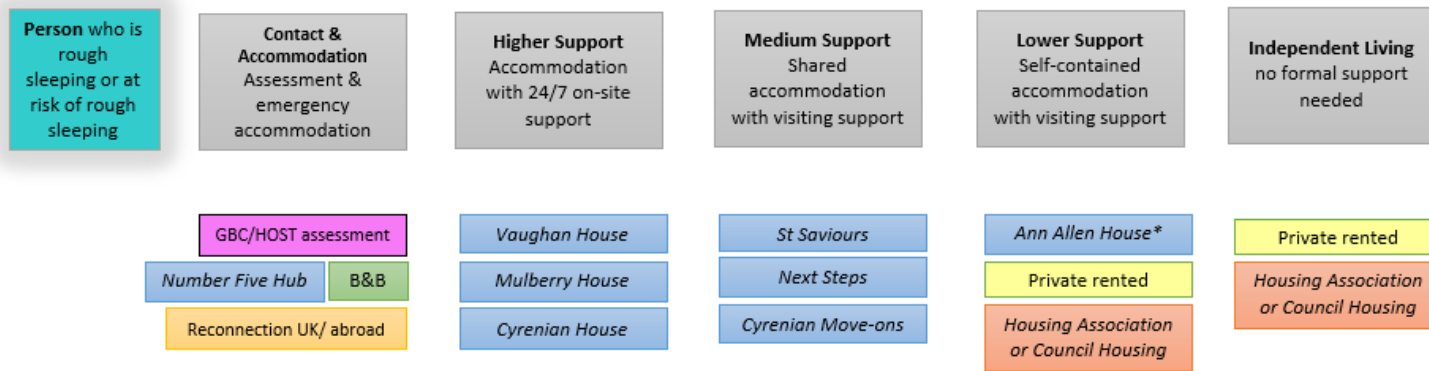 Person who is
rough
sleeping or at
risk of rough
sleeping
Contact &
Accommodation
Assessment &
emergency
accommodation
Higher Support
Accommodation
with 24/7 on-site
support
Medium Support
Shared
accommodation
with visiting support
Lower Support
Self-contained
accommodation
with visiting support
Independent Living
no formal support
needed
GBC/HOST assessment
Number Five Hub
B&B
Reconnection UK/ abroad
Vaughan House
Mulberry House
Cyrenian House
St Saviours
Next Steps
Cyrenian Move-ons
Ann Allen House*
Private rented
Housing Association
or Council Housing
Private rented
Housing Association
or Council Housing